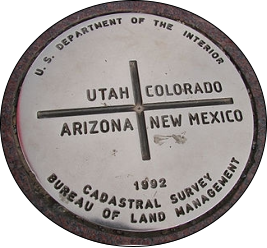 U.S. DEPARTMENT OF THE INTERIOR
UTAH COLORADO
ARIZONA NEW MEXICO
1992
CADASTRAL SURVEY
BUREAU OF LAND MANAGEMENT